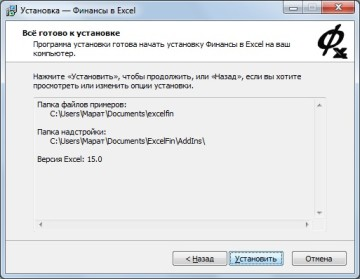 Установка — Финансы в Excel
Всё готово к установке
Программа установки готова начать установку Финансы в Excel на ваш
компьютер.
Нажмите «Установить», чтобы продолжить, или «Назад», если вы хотите
просмотреть или изменить опции установки.
Папка файлов примеров:
C:\Users\Марат\Documents\excelfin
Папка надстройки:
C:\Users\Марат\Documents\ExcelFin\AddIns\
Версия Excel: 15.0
< Назад
Установить
Отмена